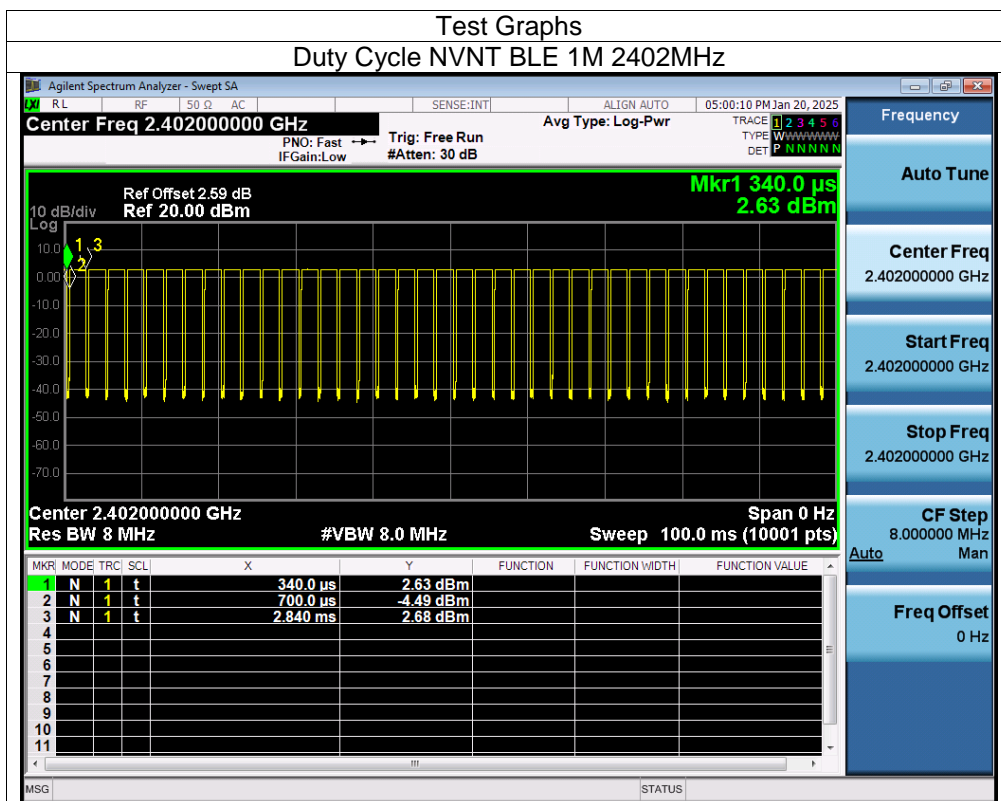 Test Graphs
Duty Cycle NVNT BLE 1M 2402MHz
Agilent Spectrum Analyzer - Swept SA
LXI RL RF 50 Ω AC SENSE:INT ALIGN AUTO 05:00:10 PM Jan 20, 2025
Center Freq 2.402000000 GHz Avg Type: Log-Pwr TRACE 1 2 3 4 5 6
PNO: Fast Trig: Free Run TYPE WWWWWWW
IFGain:Low #Atten: 30 dB DET P N N N N N
Mkr1 340.0 µs
2.63 dBm
Ref Offset 2.59 dB
10 dB/div Ref 20.00 dBm
Log
10.0
0.00
-10.0
-20.0
-30.0
-40.0
-50.0
-60.0
-70.0
1 3
2
Center 2.402000000 GHz Span 0 Hz
Res BW 8 MHz #VBW 8.0 MHz Sweep 100.0 ms (10001 pts)
MKR MODE TRC SCL X Y FUNCTION FUNCTION WIDTH FUNCTION VALUE
1 N 1 t 340.0 µs 2.63 dBm
2 N 1 t 700.0 µs -4.49 dBm
3 N 1 t 2.840 ms 2.68 dBm
4
5
6
7
8
9
10
11
MSG STATUS
Frequency
Auto Tune
Center Freq
2.402000000 GHz
Start Freq
2.402000000 GHz
Stop Freq
2.402000000 GHz
CF Step
8.000000 MHz
Auto Man
Freq Offset
0 Hz